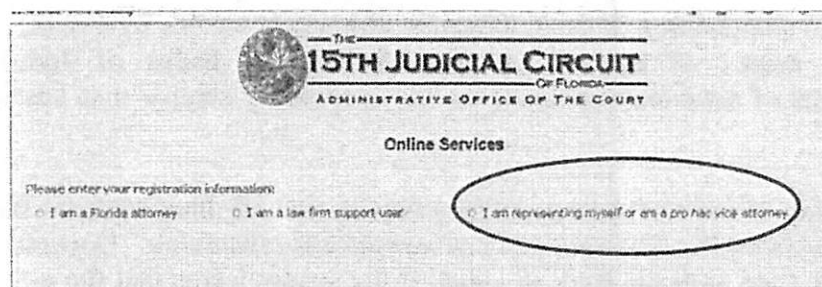 THE
15TH JUDICIAL CIRCUIT
OF FLORIDA
ADMINISTRATIVE OFFICE OF THE COURT
Online Services
Please enter your registration information:
I am a Florida attorney
I am a law firm support user
I am representing myself or am a pro hac vice attorney